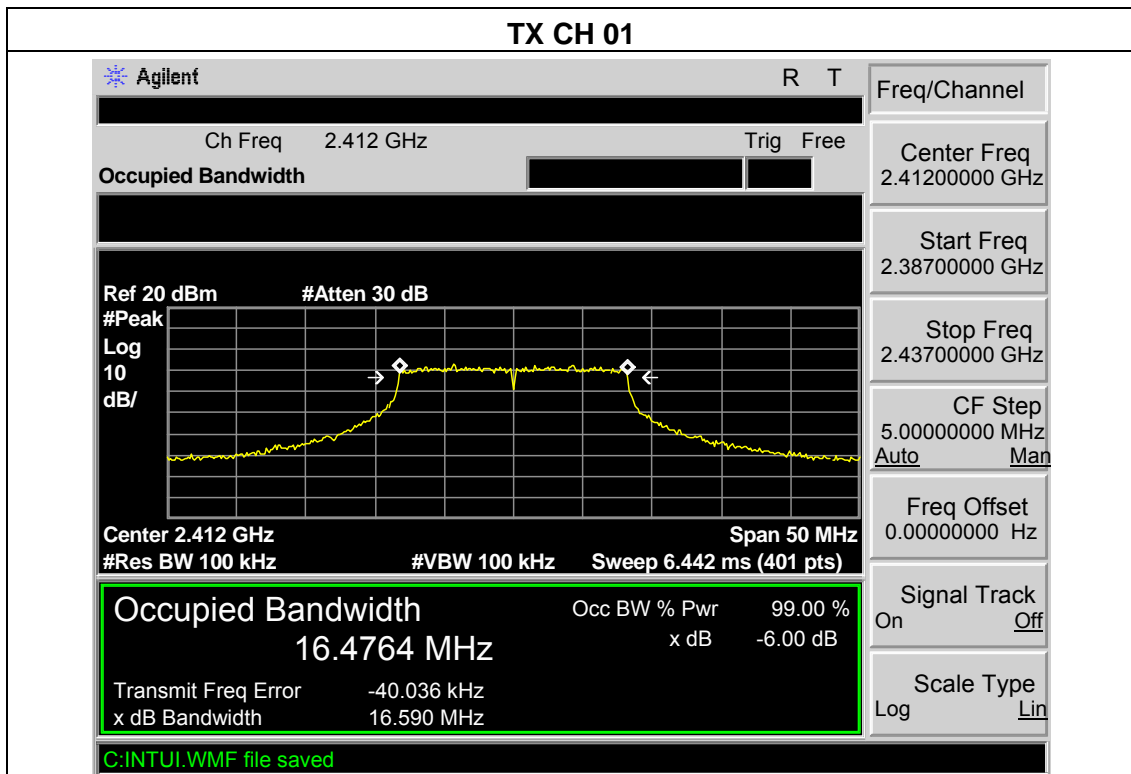 TX CH 01
Agilent R T
Ch Freq 2.412 GHz Trig Free
Occupied Bandwidth
Ref 20 dBm #Atten 30 dB
#Peak
Log
10
dB/
Center 2.412 GHz Span 50 MHz
#Res BW 100 kHz #VBW 100 kHz Sweep 6.442 ms (401 pts)
Occupied Bandwidth Occ BW % Pwr 99.00 %
16.4764 MHz x dB -6.00 dB
Transmit Freq Error -40.036 kHz
x dB Bandwidth 16.590 MHz
C:INTUI.WMF file saved
Freq/Channel
Center Freq
2.41200000 GHz
Start Freq
2.38700000 GHz
Stop Freq
2.43700000 GHz
CF Step
5.00000000 MHz
Auto Man
Freq Offset
0.00000000 Hz
Signal Track
On Off
Scale Type
Log Lin